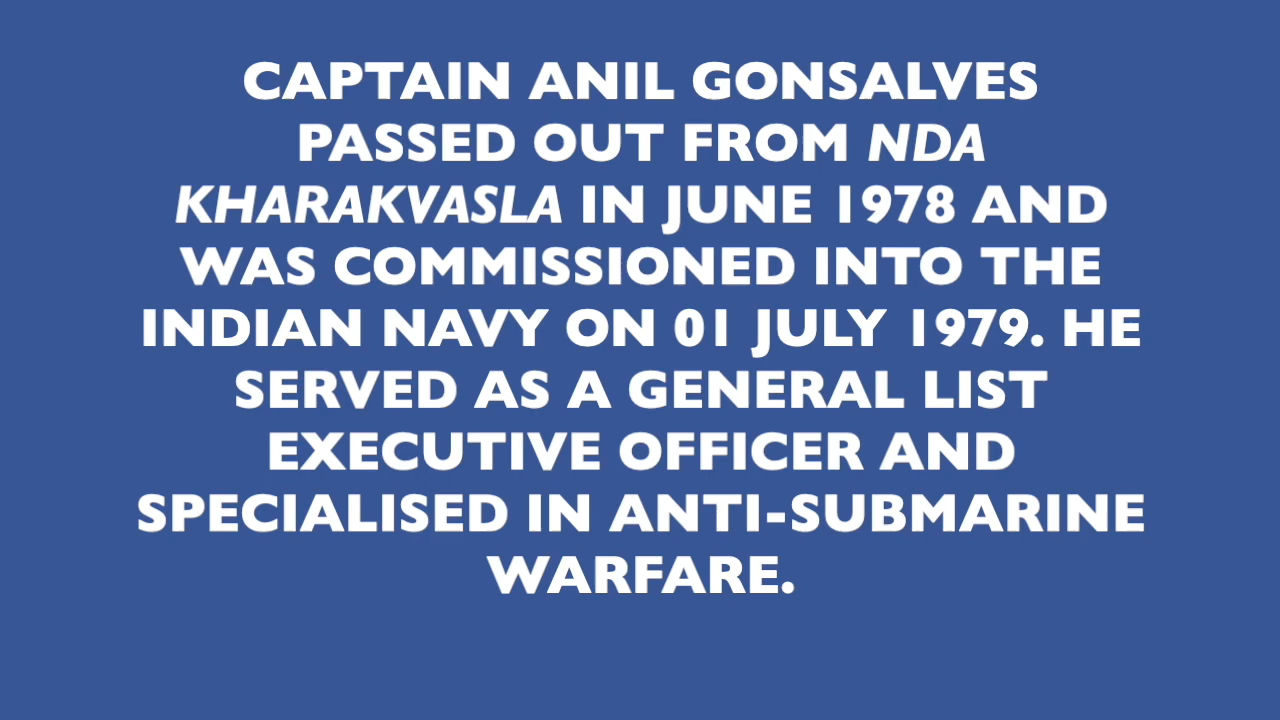 CAPTAIN ANIL GONSALVES
PASSED OUT FROM NDA
KHARAKVASLA IN JUNE 1978 AND
WAS COMMISSIONED INTO THE
INDIAN NAVY ON 01 JULY 1979. HE
SERVED AS A GENERAL LIST
EXECUTIVE OFFICER AND
SPECIALISED IN ANTI-SUBMARINE
WARFARE.